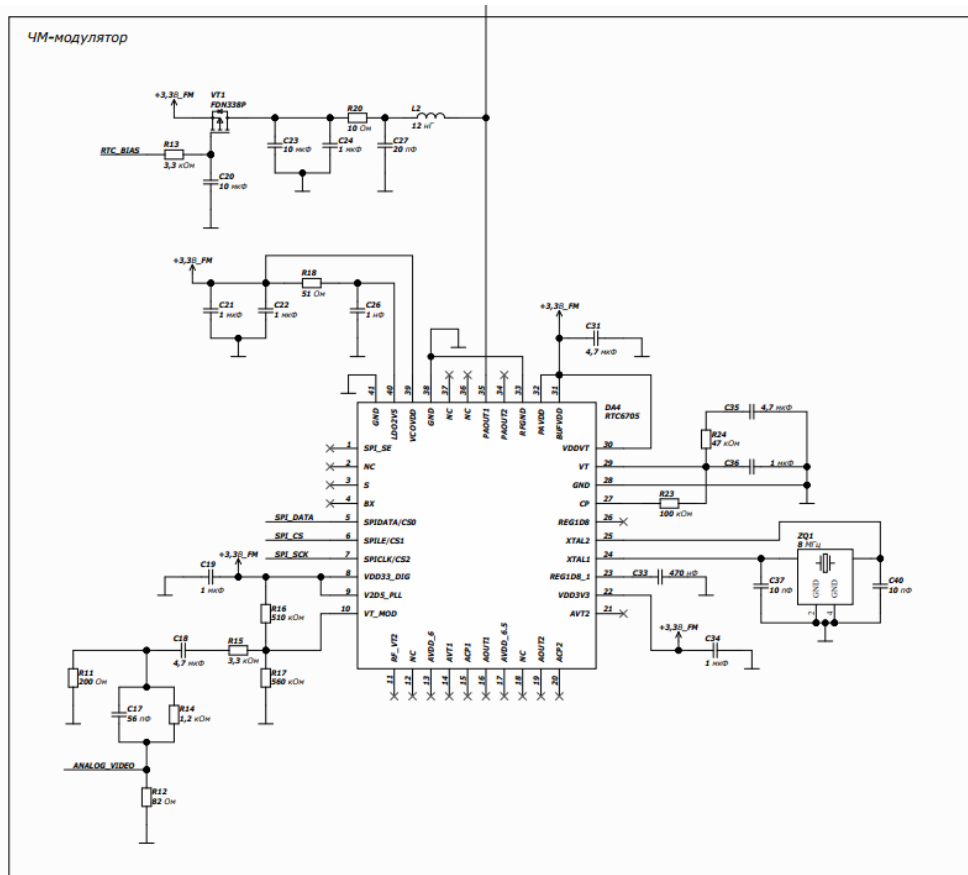 ЧМ-модулятор
+3,3В_FM
VT1
FDN338P
R20
10 Ом
L2
12 нГ
RTC_BIAS
R13
3,3 кОм
C23
10 мкФ
C24
1 мкФ
C27
20 пФ
C20
10 мкФ
+3,3В_FM
R18
51 Ом
C21
1 мкФ
C22
1 мкФ
C26
1 нФ
+3,3В_FM
C31
4,7 мкФ
41
40
39
38
37
36
35
34
33
32
31
GND
LDO2V5
VCOVDD
GND
NC
NC
PAOUT1
PAOUT2
RFGND
PAVDD
BUFVDD
DA4
RTC6705
1 SPI_SE
2 NC
3 S
4 BX
SPI_DATA 5 SPIDATA/CS0
SPI_CS 6 SPILE/CS1
SPI_SCK 7 SPICLK/CS2
8 VDD33_DIG
9 V2D5_PLL
10 VT_MOD
VDDVT 30
VT 29
GND 28
CP 27
REG1D8 26
XTAL2 25
XTAL1 24
REG1D8_1 23
VDD3V3 22
AVT2 21
RF_VT2
NC
AVDD_6
AVT1
ACP1
AOUT1
AVDD_6.5
NC
AOUT2
ACP2
11
12
13
14
15
16
17
18
19
20
C35 4,7 мкФ
R24
47 кОм
C36 1 мкФ
R23
100 кОм
ZQ1
8 МГц
GND
GND
2
4
C37
10 пФ
C40
10 пФ
C33 470 нФ
+3,3В_FM
C34
1 мкФ
C19
1 мкФ
+3,3В_FM
R16
510 кОм
C18
4,7 мкФ
R15
3,3 кОм
R17
560 кОм
R11
200 Ом
C17
56 пФ
R14
1,2 кОм
ANALOG_VIDEO
R12
82 Ом